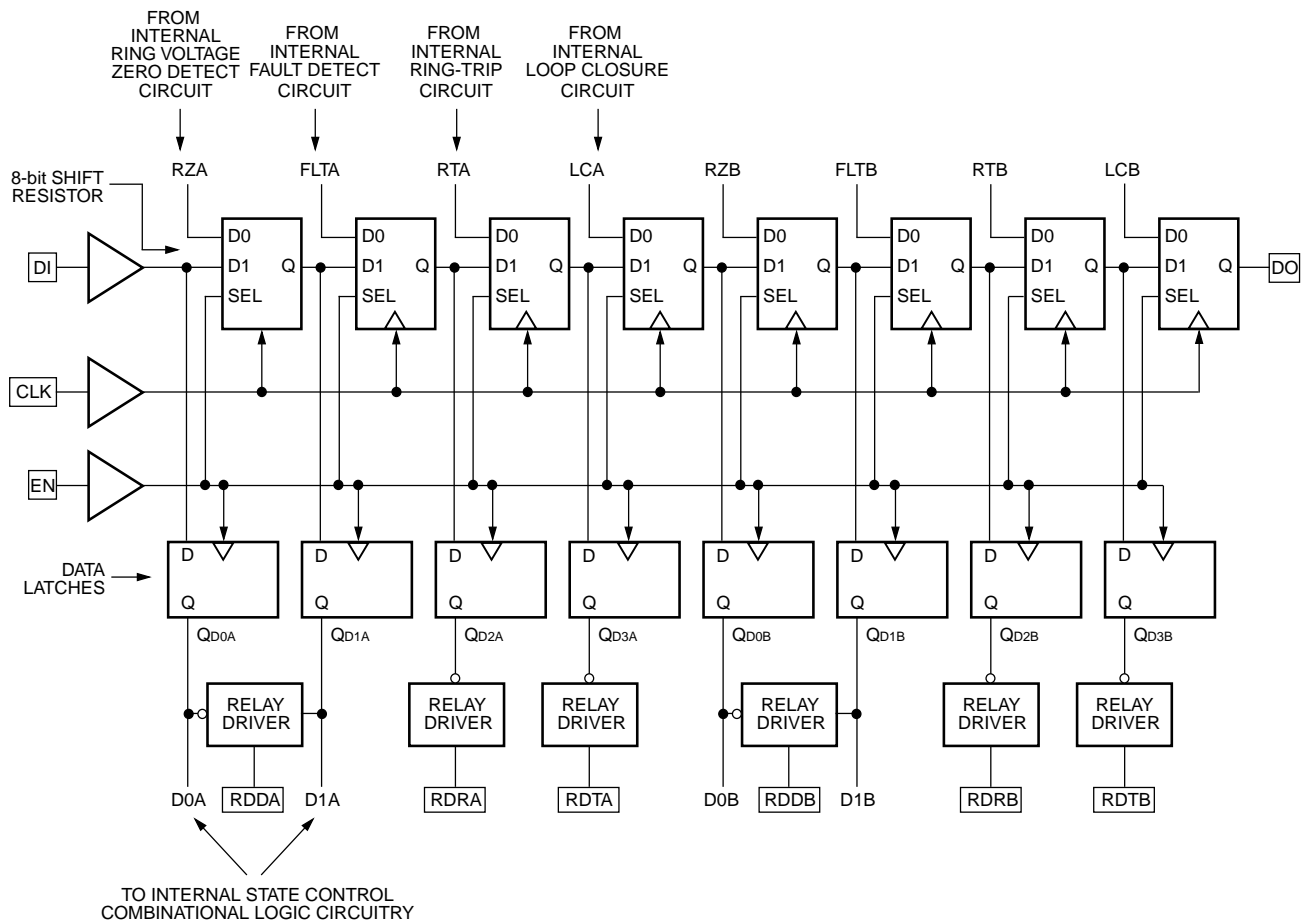 FROM
INTERNAL
RING VOLTAGE
ZERO DETECT
CIRCUIT
FROM
INTERNAL
FAULT DETECT
CIRCUIT
FROM
INTERNAL
RING-TRIP
CIRCUIT
FROM
INTERNAL
LOOP CLOSURE
CIRCUIT
8-bit SHIFT
RESISTOR
RZA FLTA RTA LCA RZB FLTB RTB LCB
D0 D0 D0 D0 D0 D0 D0 D0
DI D1 Q D1 Q D1 Q D1 Q D1 Q D1 Q D1 Q D1 Q DO
SEL SEL SEL SEL SEL SEL SEL SEL
CLK
EN
D D D D D D D D
DATA
LATCHES
Q Q Q Q Q Q Q Q
QD0A QD1A QD2A QD3A QD0B QD1B QD2B QD3B
RELAY
DRIVER
RELAY
DRIVER
RELAY
DRIVER
RELAY
DRIVER
RELAY
DRIVER
RELAY
DRIVER
D0A RDDA D1A RDRA RDTA D0B RDDB D1B RDRB RDTB
TO INTERNAL STATE CONTROL
COMBINATIONAL LOGIC CIRCUITRY